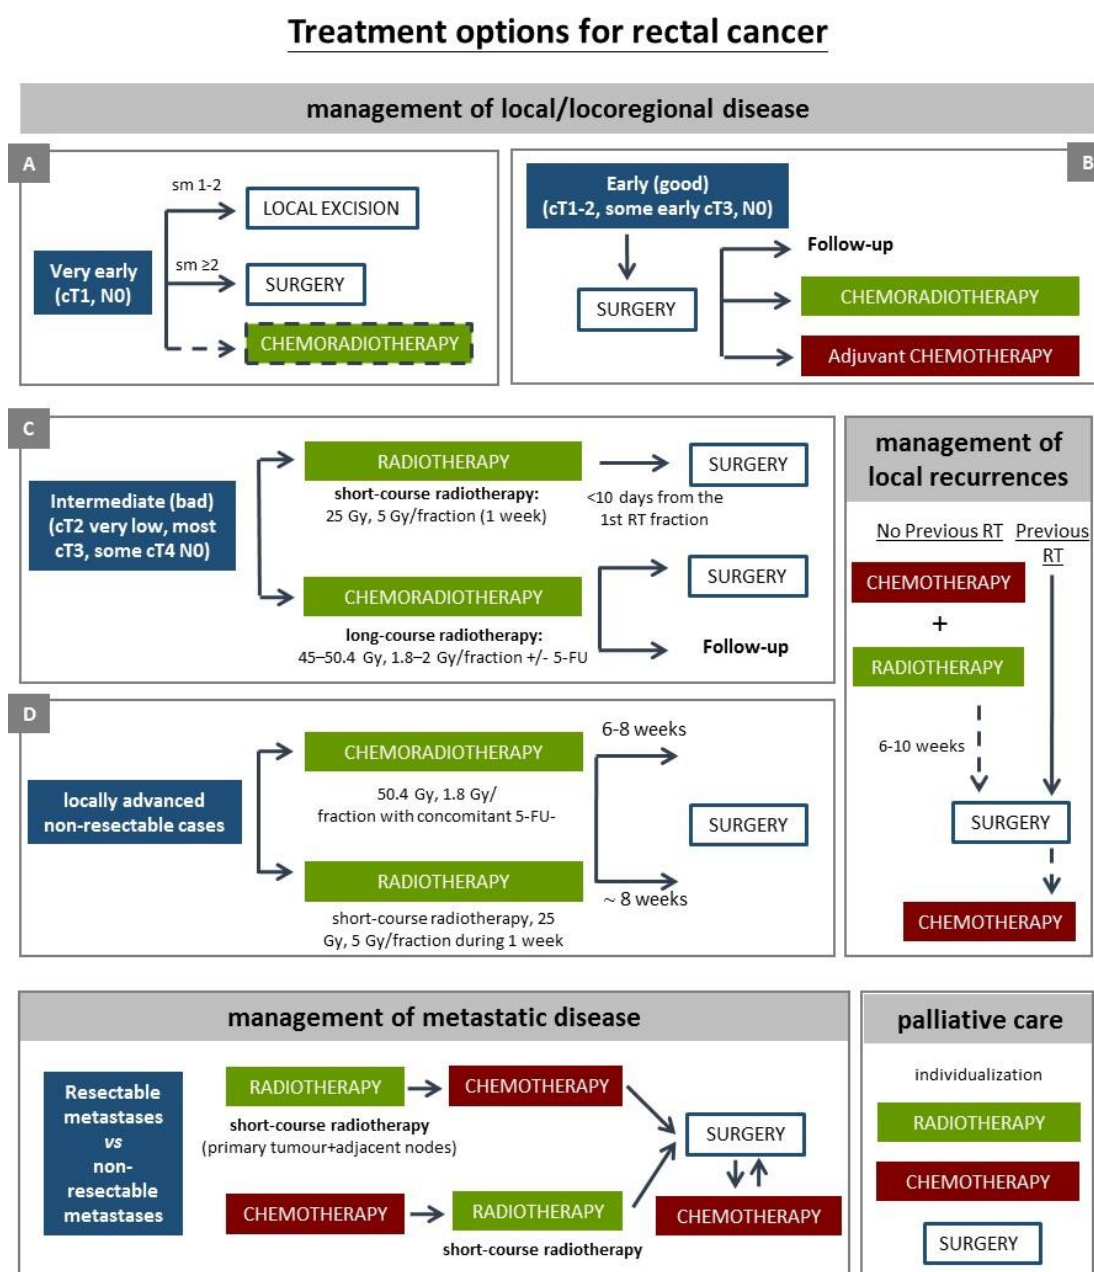 Treatment options for rectal cancer
management of local/locoregional disease
A
Very early
(cT1, N0)
sm 1-2
LOCAL EXCISION
sm ≥2
SURGERY
CHEMORADIOTHERAPY
B
Early (good)
(cT1-2, some early cT3, N0)
SURGERY
Follow-up
CHEMORADIOTHERAPY
Adjuvant CHEMOTHERAPY
C
Intermediate (bad)
(cT2 very low, most
cT3, some cT4 N0)
RADIOTHERAPY
short-course radiotherapy:
25 Gy, 5 Gy/fraction (1 week)
SURGERY
<10 days from the
1st RT fraction
CHEMORADIOTHERAPY
long-course radiotherapy:
45–50.4 Gy, 1.8–2 Gy/fraction +/- 5-FU
SURGERY
Follow-up
D
locally advanced
non-resectable cases
CHEMORADIOTHERAPY
50.4 Gy, 1.8 Gy/
fraction with concomitant 5-FU-
RADIOTHERAPY
short-course radiotherapy, 25
Gy, 5 Gy/fraction during 1 week
6-8 weeks
SURGERY
~ 8 weeks
management of
local recurrences
No Previous RT
Previous
RT
CHEMOTHERAPY
+
RADIOTHERAPY
6-10 weeks
SURGERY
CHEMOTHERAPY
management of metastatic disease
Resectable
metastases
vs
non-
resectable
metastases
RADIOTHERAPY
short-course radiotherapy
(primary tumour+adjacent nodes)
CHEMOTHERAPY
CHEMOTHERAPY
RADIOTHERAPY
short-course radiotherapy
SURGERY
CHEMOTHERAPY
palliative care
individualization
RADIOTHERAPY
CHEMOTHERAPY
SURGERY